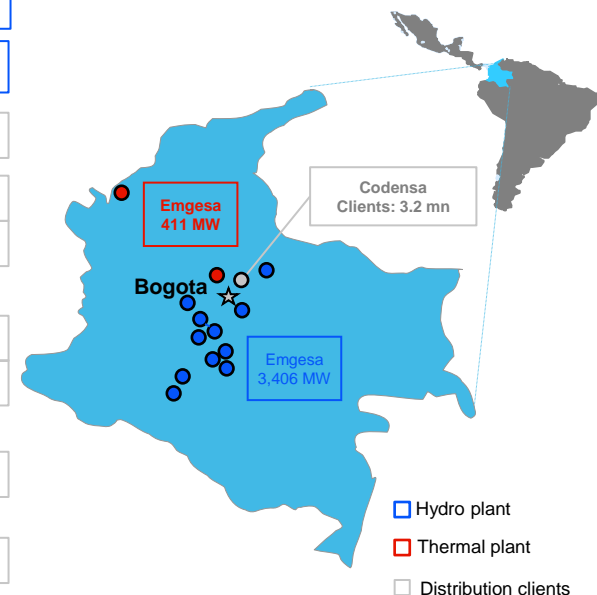 Codensa
Clients: 3.2 mn
Emgesa
411 MW
Bogota
Emgesa
3,406 MW
Hydro plant
Thermal plant
Distribution clients